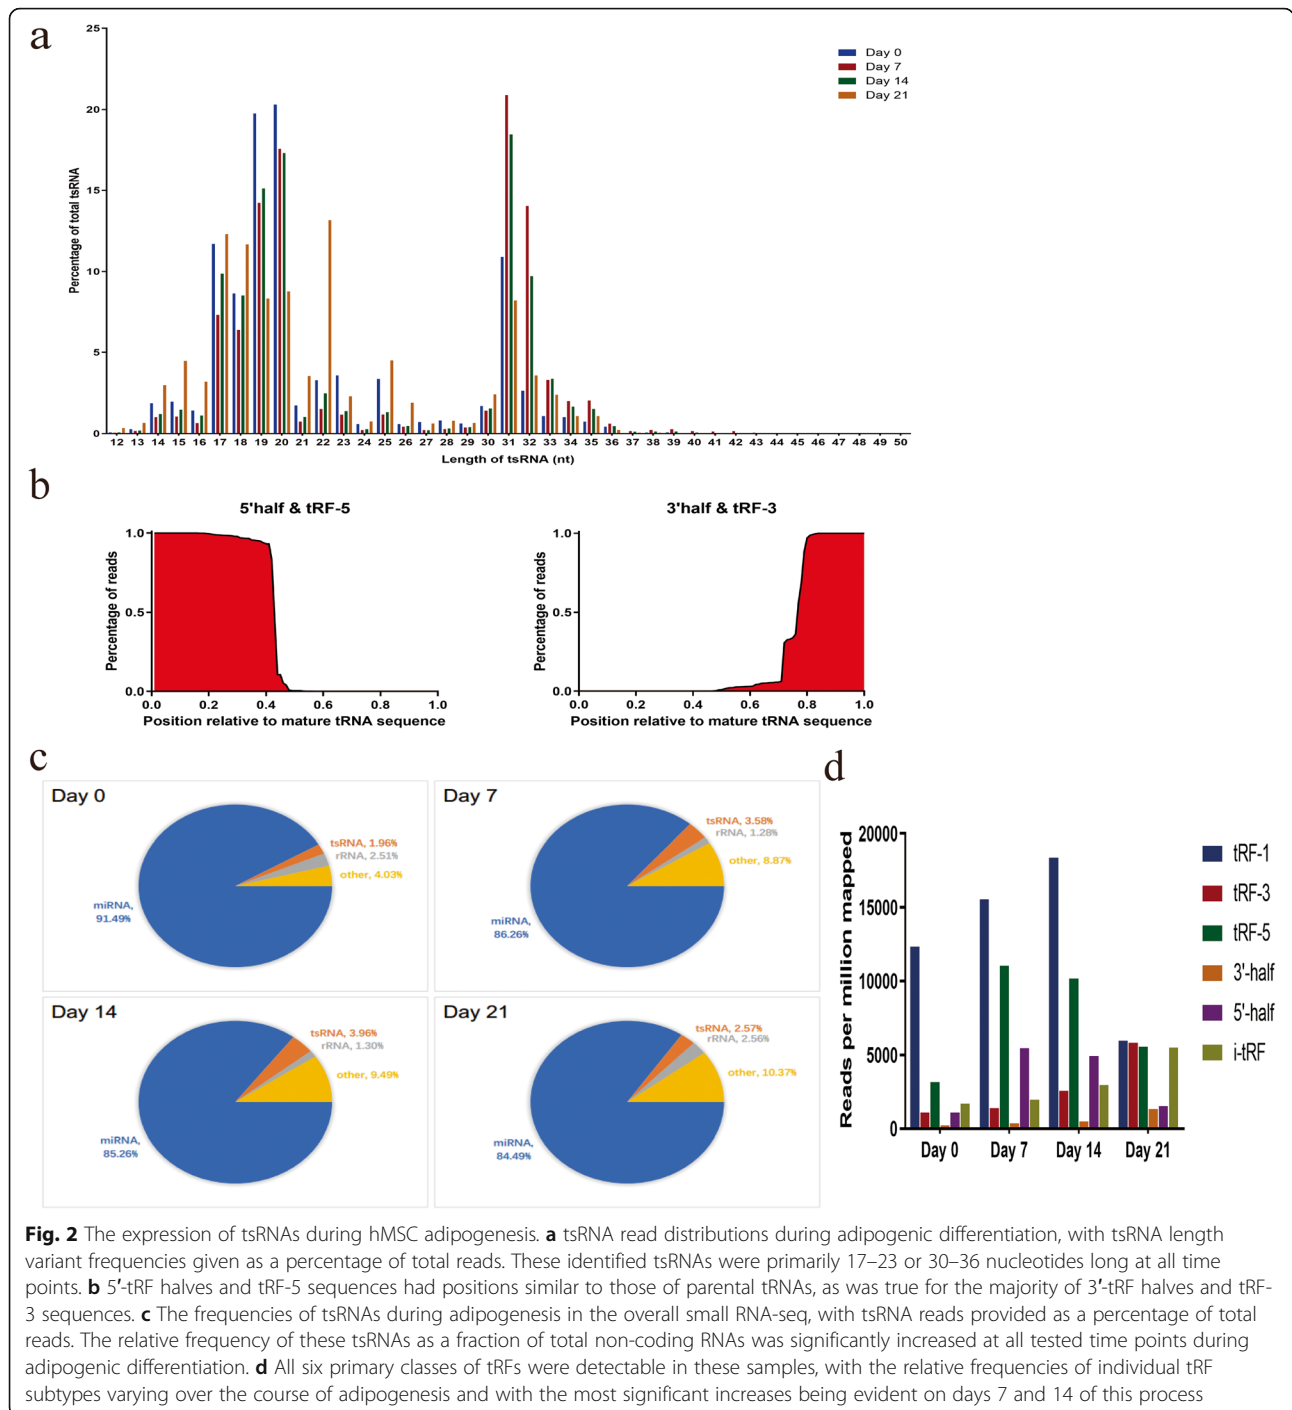 a
25
20
15
10
5
0
Percentage of total tsRNA
Day 0
Day 7
Day 14
Day 21
12 13 14 15 16 17 18 19 20 21 22 23 24 25 26 27 28 29 30 31 32 33 34 35 36 37 38 39 40 41 42 43 44 45 46 47 48 49 50
Length of tsRNA (nt)
b
5'half & tRF-5
1.0
0.5
0.0
Percentage of reads
0.0 0.2 0.4 0.6 0.8 1.0
Position relative to mature tRNA sequence
3'half & tRF-3
1.0
0.5
0.0
Percentage of reads
0.0 0.2 0.4 0.6 0.8 1.0
Position relative to mature tRNA sequence
c
Day 0
tsRNA, 1.96%
rRNA, 2.51%
other, 4.03%
miRNA,
91.49%
Day 7
tsRNA, 3.58%
rRNA, 1.28%
other, 8.87%
miRNA,
86.26%
Day 14
tsRNA, 3.96%
rRNA, 1.30%
other, 9.49%
miRNA,
85.26%
Day 21
tsRNA, 2.57%
rRNA, 2.56%
other, 10.37%
miRNA,
84.49%
d
20000
15000
10000
5000
0
Reads per million mapped
Day 0 Day 7 Day 14 Day 21
tRF-1
tRF-3
tRF-5
3'-half
5'-half
i-tRF
Fig. 2 The expression of tsRNAs during hMSC adipogenesis. a tsRNA read distributions during adipogenic differentiation, with tsRNA length
variant frequencies given as a percentage of total reads. These identified tsRNAs were primarily 17–23 or 30–36 nucleotides long at all time
points. b 5′-tRF halves and tRF-5 sequences had positions similar to those of parental tRNAs, as was true for the majority of 3′-tRF halves and tRF-
3 sequences. c The frequencies of tsRNAs during adipogenesis in the overall small RNA-seq, with tsRNA reads provided as a percentage of total
reads. The relative frequency of these tsRNAs as a fraction of total non-coding RNAs was significantly increased at all tested time points during
adipogenic differentiation. d All six primary classes of tRFs were detectable in these samples, with the relative frequencies of individual tRF
subtypes varying over the course of adipogenesis and with the most significant increases being evident on days 7 and 14 of this process